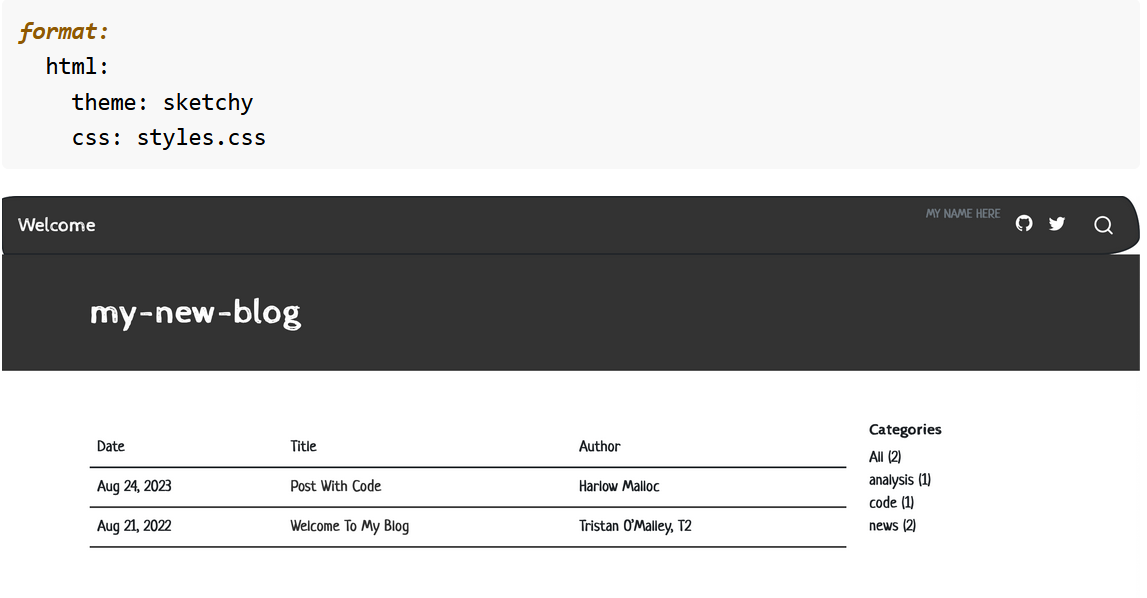 format:
  html:
    theme: sketchy
    css: styles.css
Welcome
MY NAME HERE
my-new-blog
Date Title Author
Aug 24, 2023 Post With Code Harlow Malloc
Aug 21, 2022 Welcome To My Blog Tristan O’Malley, T2
Categories
All (2)
analysis (1)
code (1)
news (2)